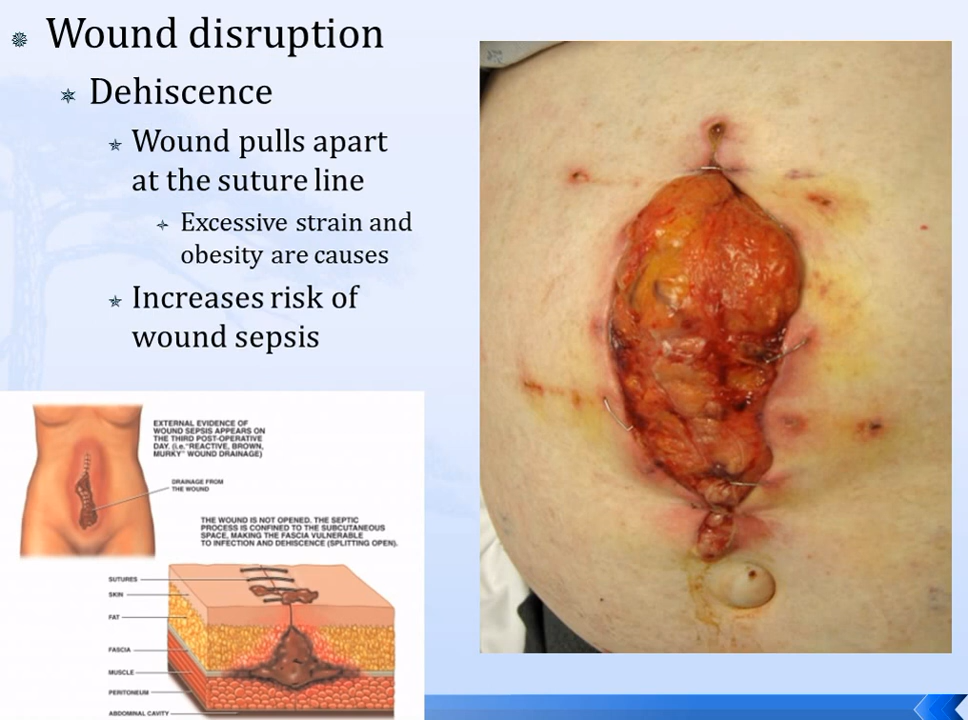 Wound disruption
Dehiscence
Wound pulls apart
at the suture line
Excessive strain and
obesity are causes
Increases risk of
wound sepsis
EXTERNAL EVIDENCE OF
WOUND SEPSIS APPEARS ON
THE THIRD POST-OPERATIVE
DAY, (i.e."REACTIVE, BROWN,
MURKY" WOUND DRAINAGE)
DRAINAGE FROM
THE WOUND
THE WOUND IS NOT OPENED. THE SEPTIC
PROCESS IS CONFINED TO THE SUBCUTANEOUS
SPACE, MAKING THE FASCIA VULNERABLE
TO INFECTION AND DEHISCENCE (SPLITTING OPEN).
SUTURES
SKIN
FAT
FASCIA
MUSCLE
PERITONEUM
ABDOMINAL CAVITY